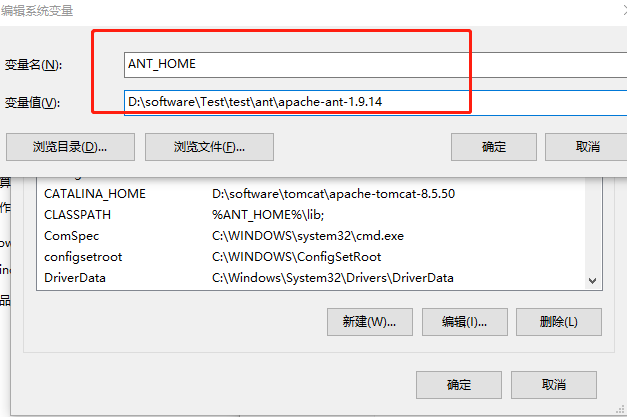 编辑系统变量
变量名(N):
ANT_HOME
变量值(V):
D:\software\Test\test\ant\apache-ant-1.9.14
浏览目录(D)...
浏览文件(F)...
确定
取消
CATALINA_HOME D:\software\tomcat\apache-tomcat-8.5.50
CLASSPATH %ANT_HOME%\lib;
ComSpec C:\WINDOWS\system32\cmd.exe
configsetroot C:\WINDOWS\ConfigSetRoot
DriverData C:\Windows\System32\Drivers\DriverData
新建(W)...
编辑(I)...
删除(L)
确定
取消